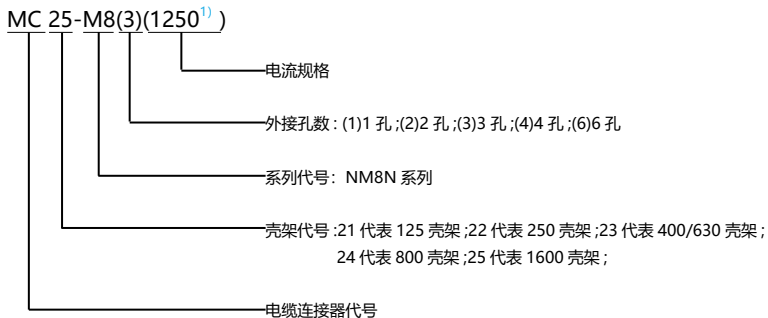 MC 25-M8(3)(1250¹⁾)
电流规格
外接孔数 : (1)1 孔 ;(2)2 孔 ;(3)3 孔 ;(4)4 孔 ;(6)6 孔
系列代号： NM8N 系列
壳架代号 :21 代表 125 壳架 ;22 代表 250 壳架 ;23 代表 400/630 壳架 ;
24 代表 800 壳架 ;25 代表 1600 壳架 ;
电缆连接器代号